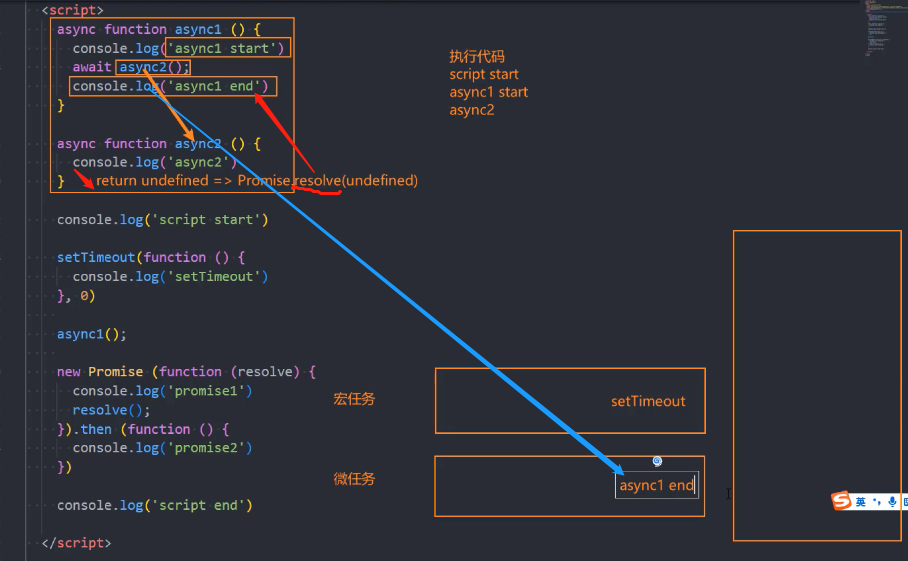 <script>
async function async1 () {
console.log('async1 start')
await async2();
console.log('async1 end')
}
async function async2 () {
console.log('async2')
}
return undefined => Promise.resolve(undefined)
console.log('script start')
setTimeout(function () {
console.log('setTimeout')
}, 0)
async1();
new Promise (function (resolve) {
console.log('promise1')
resolve();
}).then (function () {
console.log('promise2')
})
console.log('script end')
</script>
执行代码
script start
async1 start
async2
宏任务
setTimeout
微任务
async1 end
英